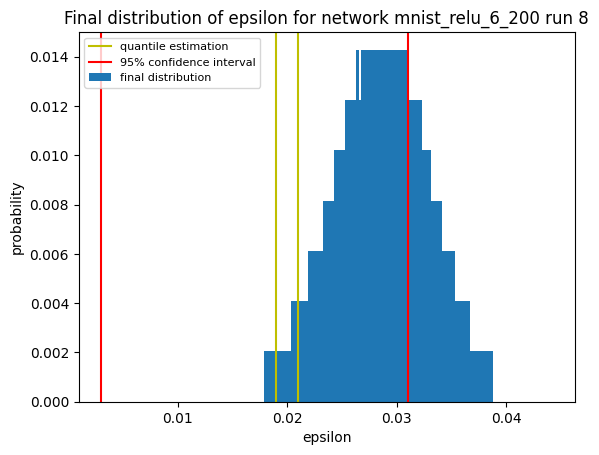 Final distribution of epsilon for network mnist_relu_6_200 run 8
quantile estimation
95% confidence interval
final distribution
0.014
0.012
0.010
0.008
0.006
0.004
0.002
0.000
probability
0.01 0.02 0.03 0.04
epsilon